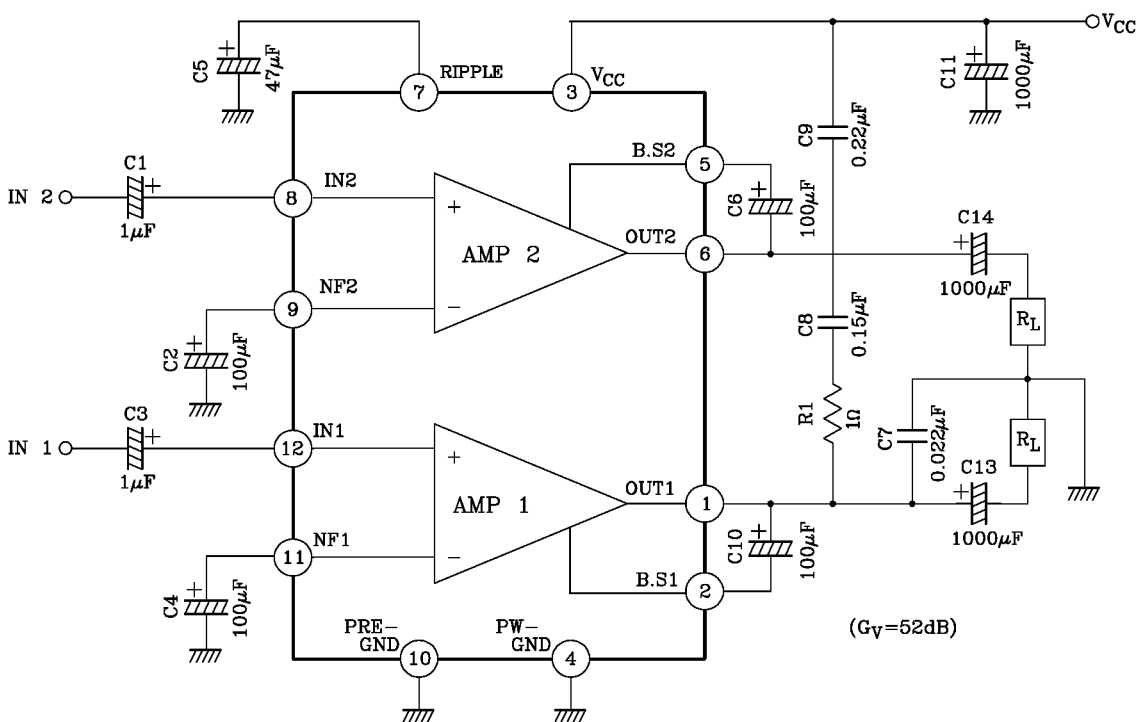 VCC
C5
47µF
RIPPLE
7
VCC
3
C11
1000µF
C9
0.22µF
C1
1µF
IN 2
8
IN2
B.S2
5
C6
100µF
AMP 2
+
−
OUT2
6
C14
1000µF
NF2
9
C2
100µF
C8
0.15µF
RL
R1
1Ω
C7
0.022µF
RL
C3
1µF
IN 1
12
IN1
AMP 1
+
−
OUT1
1
C13
1000µF
NF1
11
C10
100µF
C4
100µF
B.S1
2
PRE-
GND
10
PW-
GND
4
(GV=52dB)